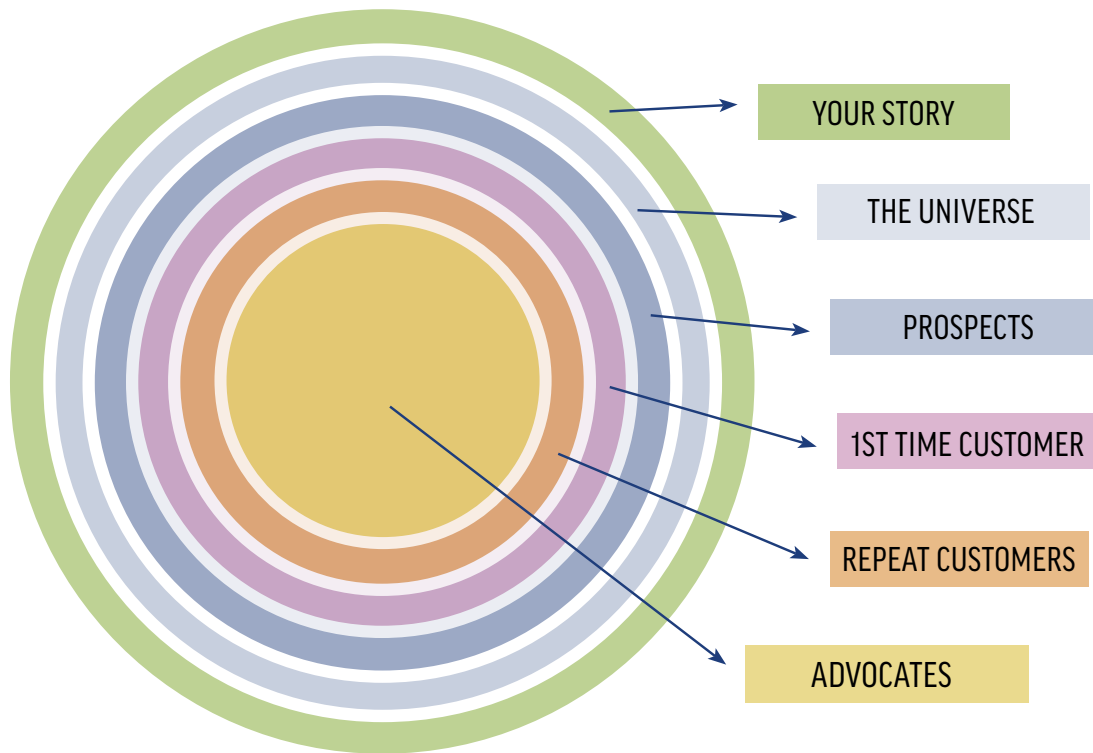 YOUR STORY
THE UNIVERSE
PROSPECTS
1ST TIME CUSTOMER
REPEAT CUSTOMERS
ADVOCATES